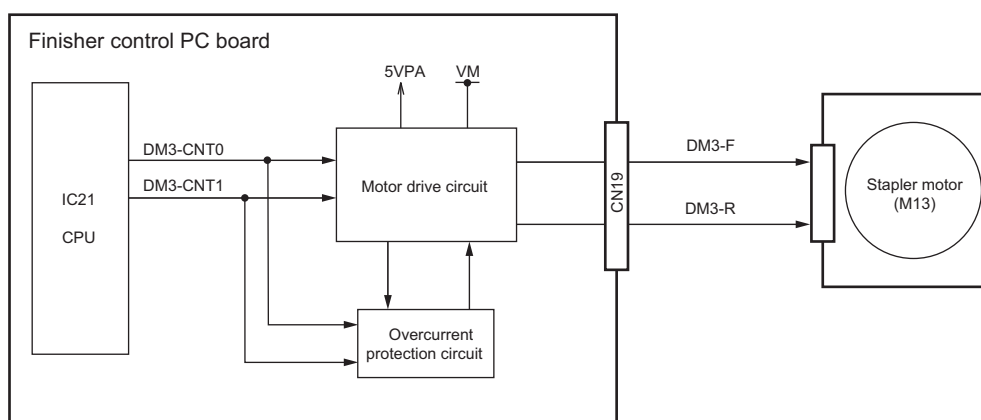 Finisher control PC board
5VPA
VM
DM3-CNT0
DM3-CNT1
IC21
CPU
Motor drive circuit
CN19
DM3-F
DM3-R
Stapler motor
(M13)
Overcurrent
protection circuit